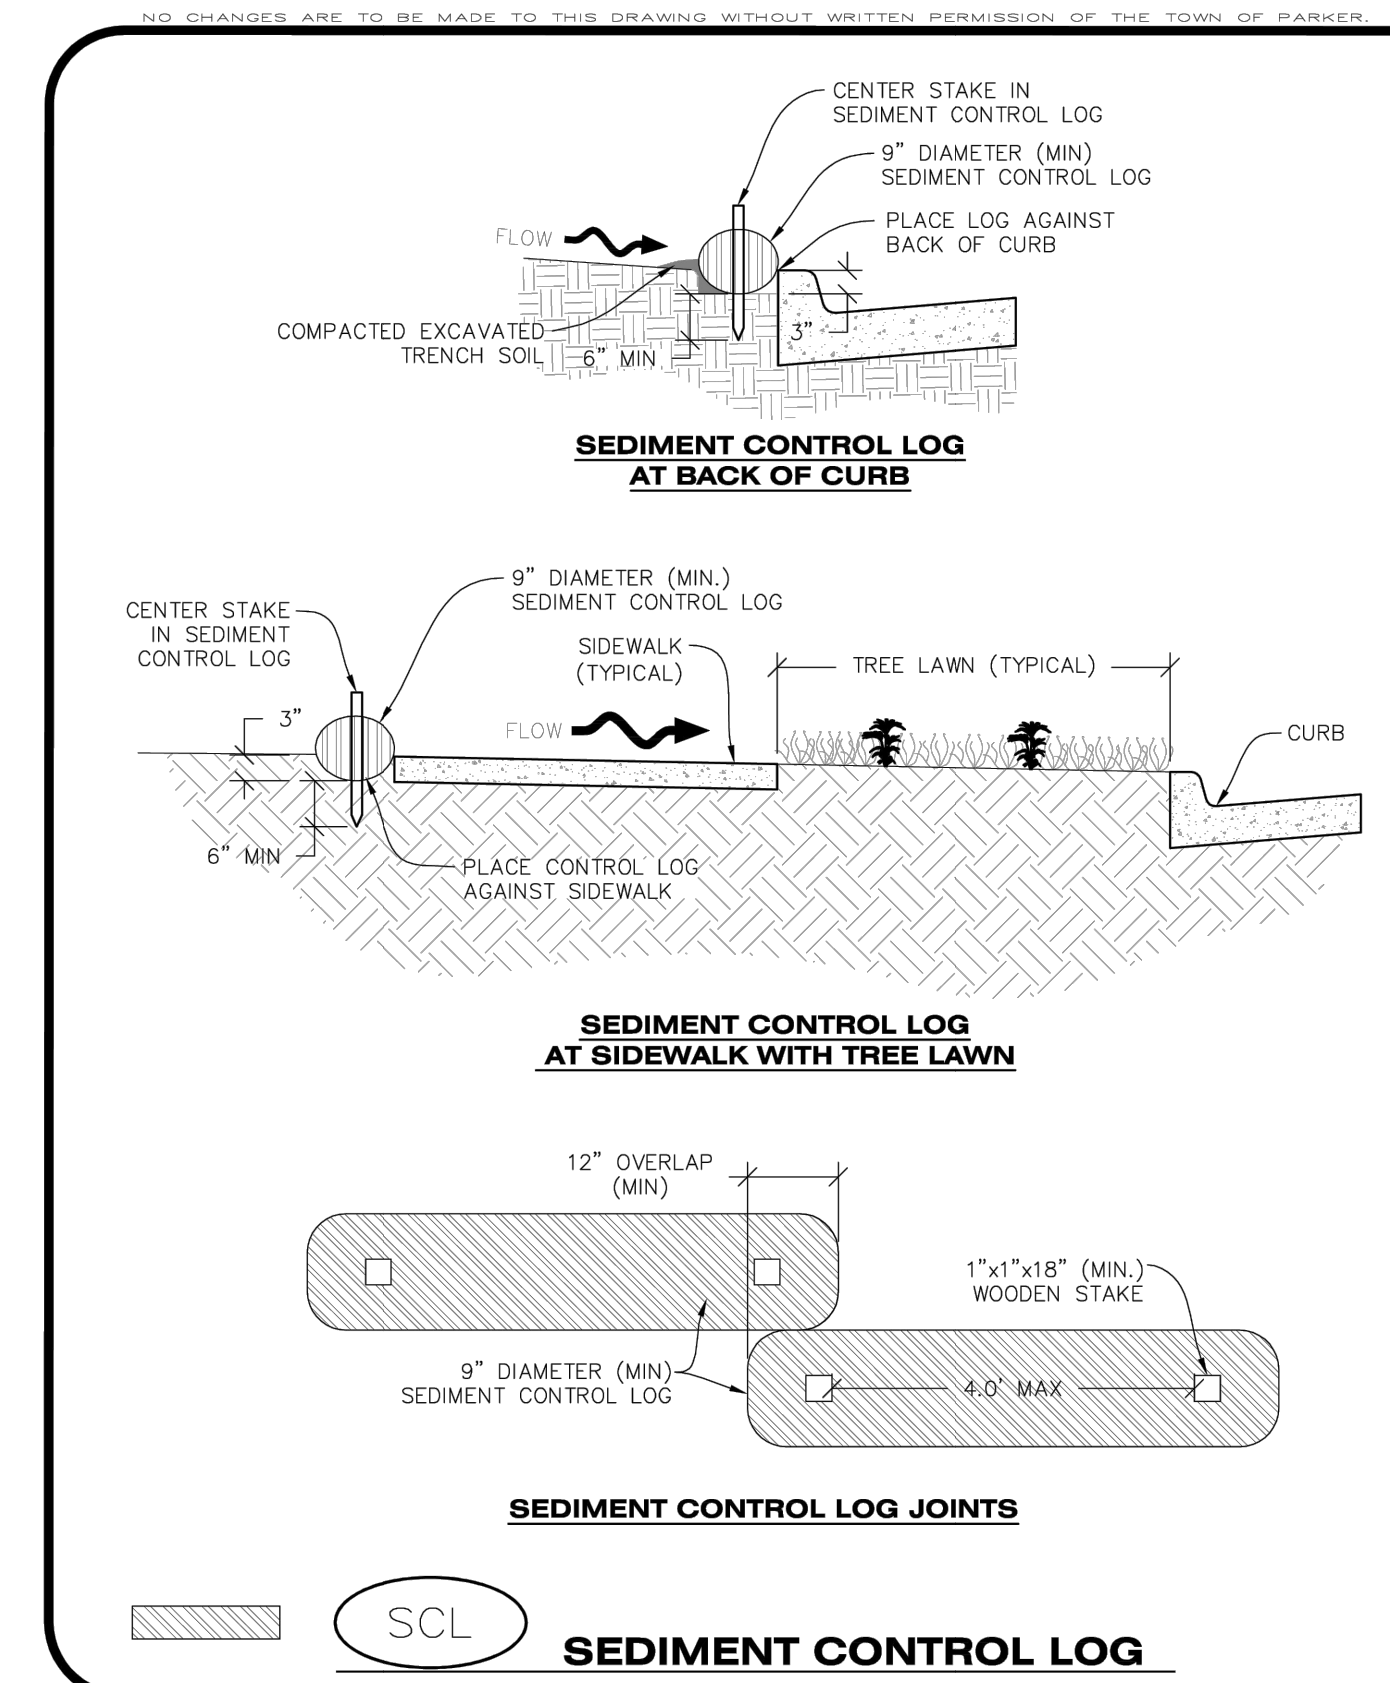 NO CHANGES ARE TO BE MADE TO THIS DRAWING WITHOUT WRITTEN PERMISSION OF THE TOWN OF PARKER.
CENTER STAKE IN
SEDIMENT CONTROL LOG
9" DIAMETER (MIN)
SEDIMENT CONTROL LOG
PLACE LOG AGAINST
BACK OF CURB
FLOW
COMPACTED EXCAVATED
TRENCH SOIL
6" MIN
3"
SEDIMENT CONTROL LOG
AT BACK OF CURB
9" DIAMETER (MIN.)
SEDIMENT CONTROL LOG
CENTER STAKE
IN SEDIMENT
CONTROL LOG
SIDEWALK
(TYPICAL)
TREE LAWN (TYPICAL)
3"
FLOW
CURB
6" MIN
PLACE CONTROL LOG
AGAINST SIDEWALK
SEDIMENT CONTROL LOG
AT SIDEWALK WITH TREE LAWN
12" OVERLAP
(MIN)
1"x1"x18" (MIN.)
WOODEN STAKE
9" DIAMETER (MIN)
SEDIMENT CONTROL LOG
4.0' MAX
SEDIMENT CONTROL LOG JOINTS
SCL
SEDIMENT CONTROL LOG